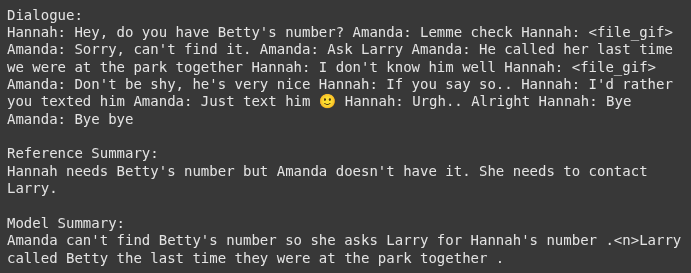 Dialogue:
Hannah: Hey, do you have Betty's number? Amanda: Lemme check Hannah: <file_gif>
Amanda: Sorry, can't find it. Amanda: Ask Larry Amanda: He called her last time
we were at the park together Hannah: I don't know him well Hannah: <file_gif>
Amanda: Don't be shy, he's very nice Hannah: If you say so.. Hannah: I'd rather
you texted him Amanda: Just text him 🙂 Hannah: Urgh.. Alright Hannah: Bye
Amanda: Bye bye

Reference Summary:
Hannah needs Betty's number but Amanda doesn't have it. She needs to contact
Larry.

Model Summary:
Amanda can't find Betty's number so she asks Larry for Hannah's number .<n>Larry
called Betty the last time they were at the park together .